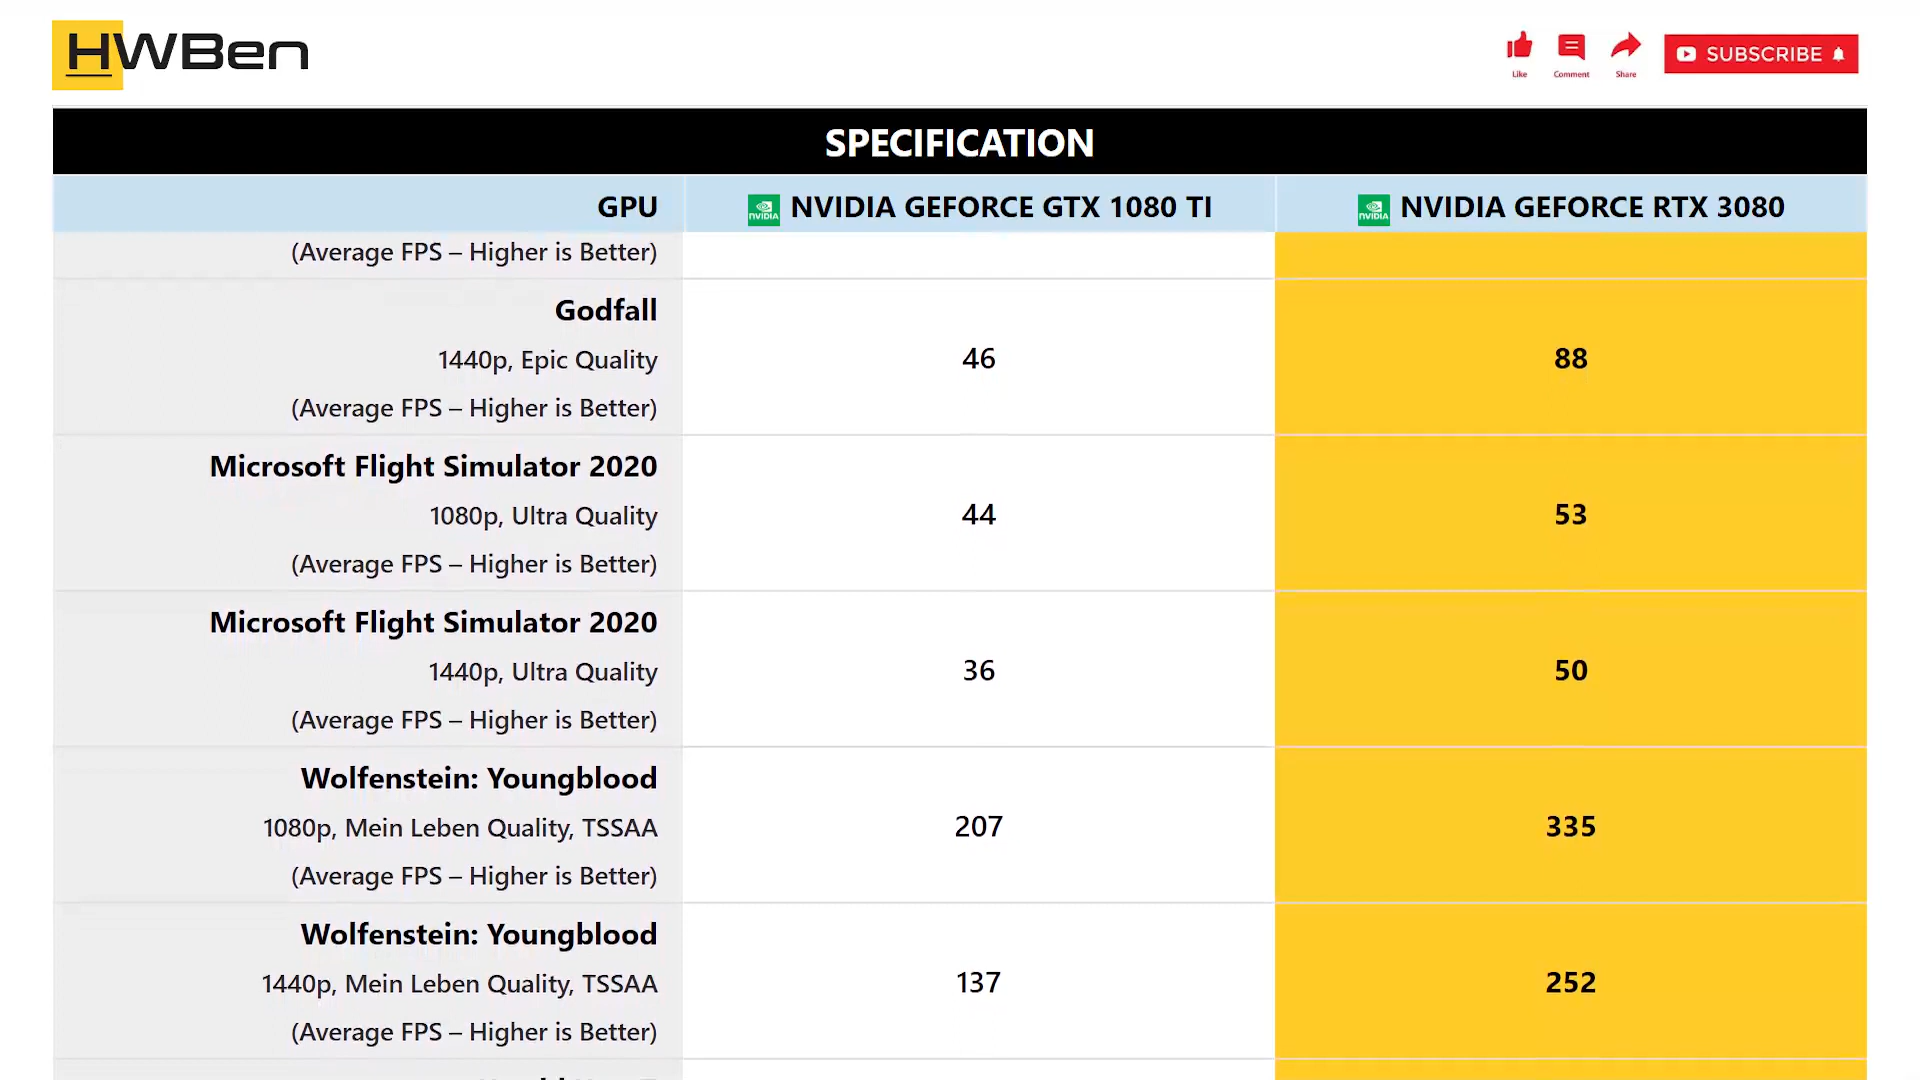 HWBen
Like
Comment
Share
SUBSCRIBE
SPECIFICATION
GPU
NVIDIA
NVIDIA GEFORCE GTX 1080 TI
NVIDIA
NVIDIA GEFORCE RTX 3080
(Average FPS – Higher is Better)
Godfall
1440p, Epic Quality
(Average FPS – Higher is Better)
46
88
Microsoft Flight Simulator 2020
1080p, Ultra Quality
(Average FPS – Higher is Better)
44
53
Microsoft Flight Simulator 2020
1440p, Ultra Quality
(Average FPS – Higher is Better)
36
50
Wolfenstein: Youngblood
1080p, Mein Leben Quality, TSSAA
(Average FPS – Higher is Better)
207
335
Wolfenstein: Youngblood
1440p, Mein Leben Quality, TSSAA
(Average FPS – Higher is Better)
137
252